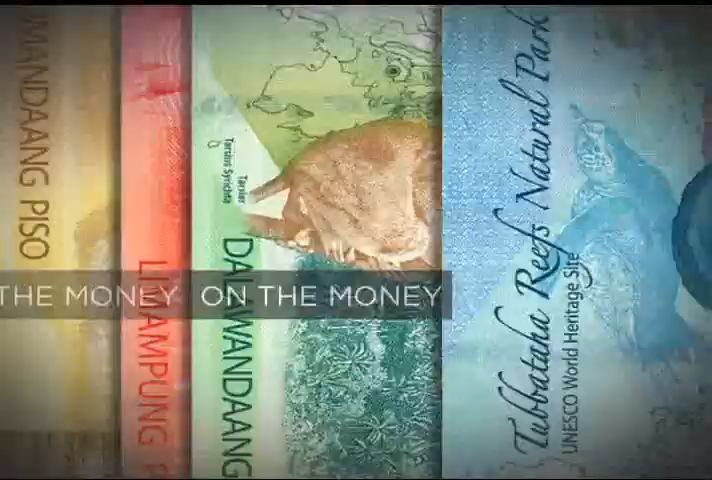 MANDAANG PISO
LIMAMPUNG P
Tarsier
Tarsius Syrichta
DALAWANDAANG
Tubbataha Reefs Natural Park
UNESCO World Heritage Site
THE MONEY
ON THE MONEY